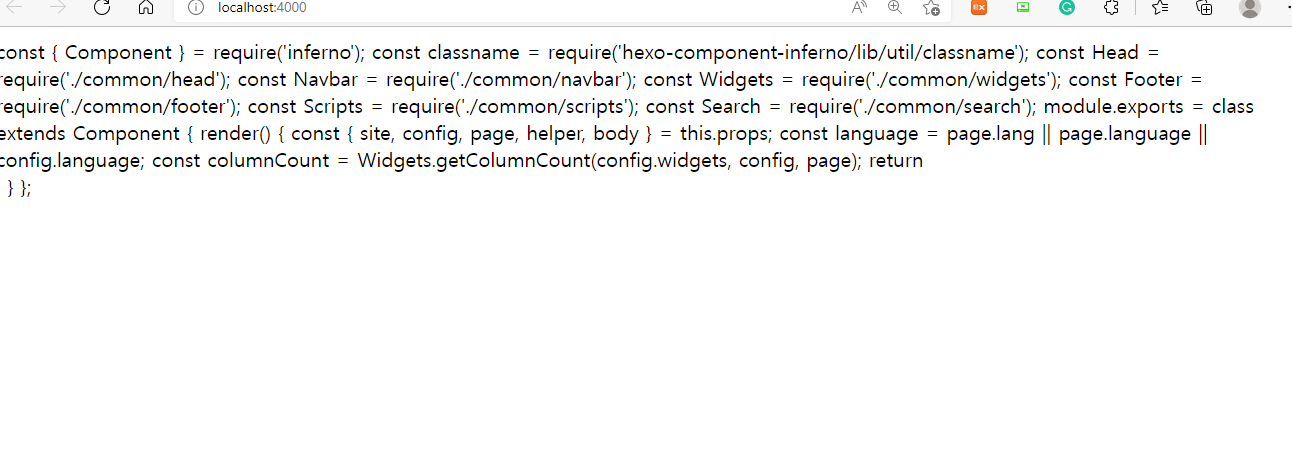 localhost:4000
const { Component } = require('inferno'); const classname = require('hexo-component-inferno/lib/util/classname'); const Head =
require('./common/head'); const Navbar = require('./common/navbar'); const Widgets = require('./common/widgets'); const Footer =
require('./common/footer'); const Scripts = require('./common/scripts'); const Search = require('./common/search'); module.exports = class
extends Component { render() { const { site, config, page, helper, body } = this.props; const language = page.lang || page.language ||
config.language; const columnCount = Widgets.getColumnCount(config.widgets, config, page); return
} };